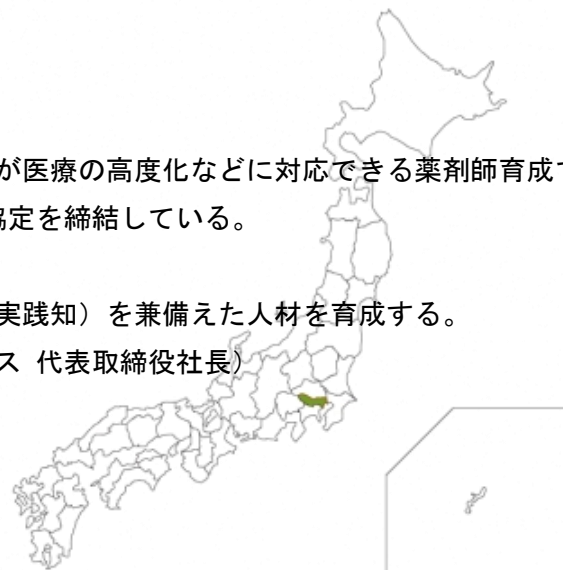 が医療の高度化などに対応できる薬剤師育成で
協定を締結している。
実践知）を兼備えた人材を育成する。
ス 代表取締役社長）